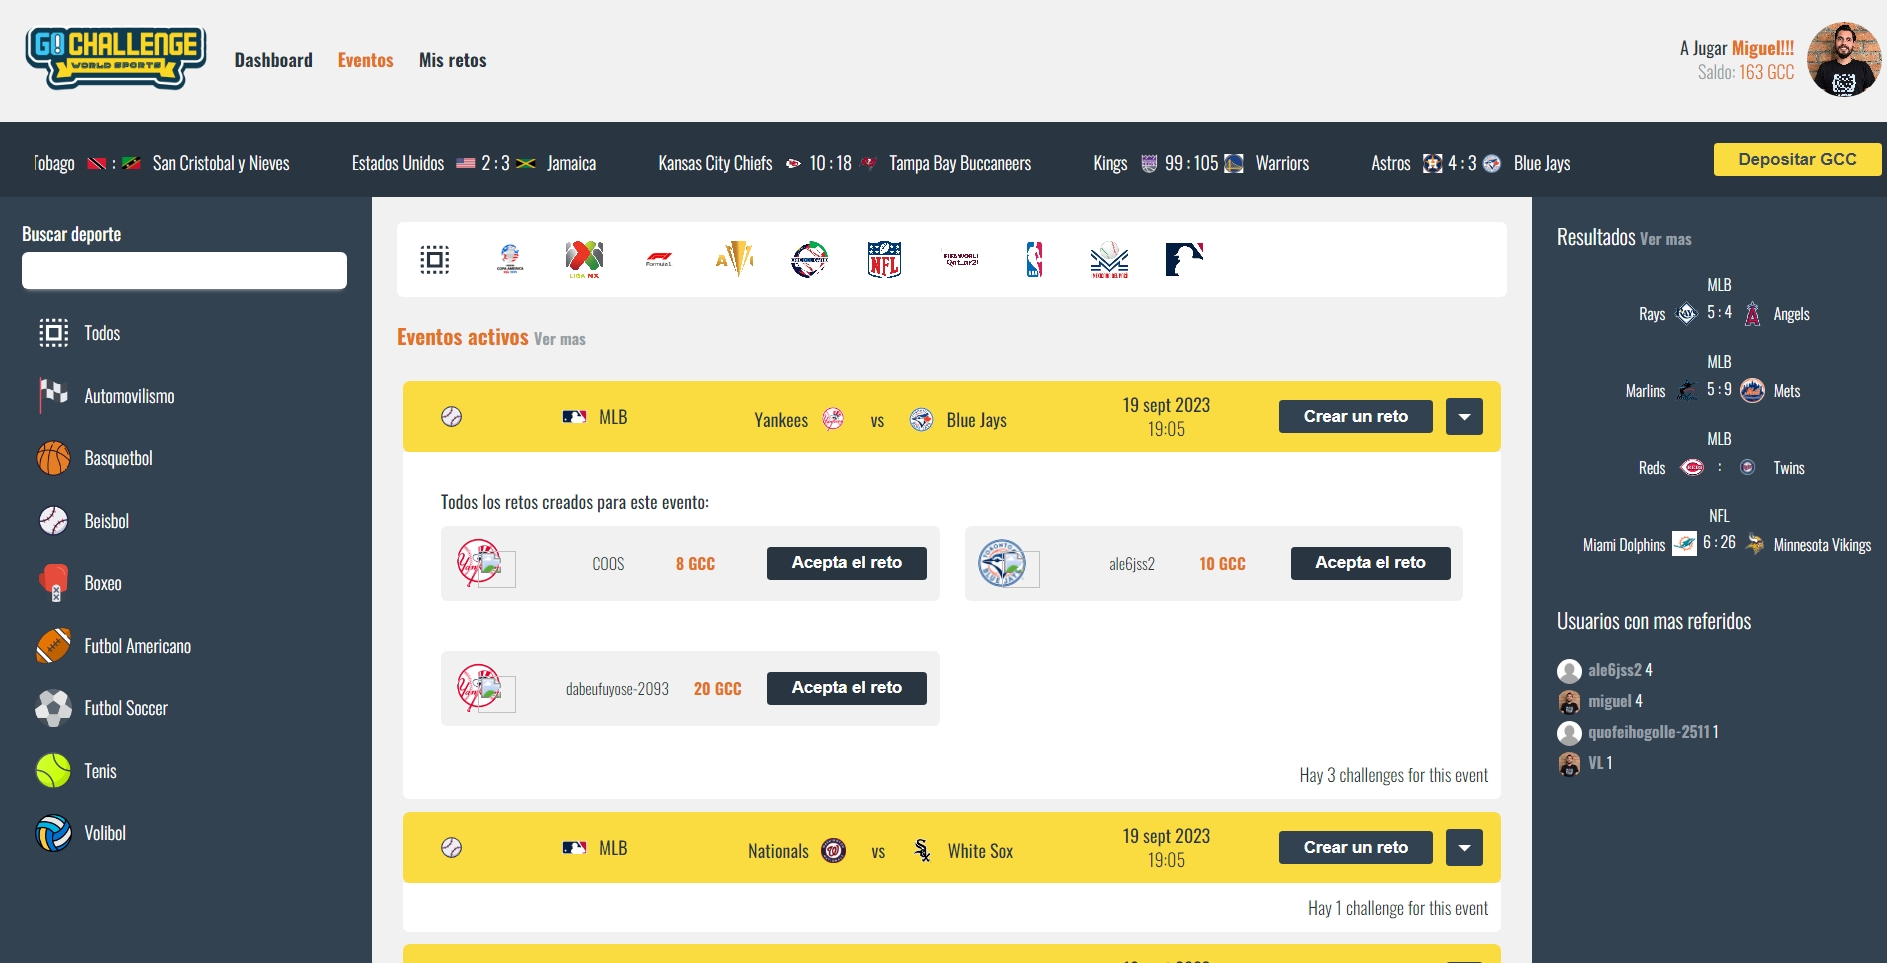 GO! CHALLENGE
WORLD SPORTS
Dashboard Eventos Mis retos
A Jugar Miguel!!!
Saldo: 163 GCC
Tobago : San Cristobal y Nieves Estados Unidos 2 : 3 Jamaica Kansas City Chiefs 10 : 18 Tampa Bay Buccaneers Kings 99 : 105 Warriors Astros 4 : 3 Blue Jays
Depositar GCC
Buscar deporte
Todos
Automovilismo
Basquetbol
Beisbol
Boxeo
Futbol Americano
Futbol Soccer
Tenis
Volibol
LIGA MX
Formula 1
NFL
NBA
Eventos activos Ver mas
MLB Yankees vs Blue Jays 19 sept 2023 Crear un reto
19:05
Todos los retos creados para este evento:
COOS 8 GCC Acepta el reto
ale6jss2 10 GCC Acepta el reto
dabeufuyose-2093 20 GCC Acepta el reto
Hay 3 challenges for this event
MLB Nationals vs White Sox 19 sept 2023 Crear un reto
19:05
Hay 1 challenge for this event
Resultados Ver mas
MLB
Rays 5 : 4 Angels
MLB
Marlins 5 : 9 Mets
MLB
Reds : Twins
NFL
Miami Dolphins 6 : 26 Minnesota Vikings
Usuarios con mas referidos
ale6jss2 4
miguel 4
quofeihogolle-2511 1
VL 1